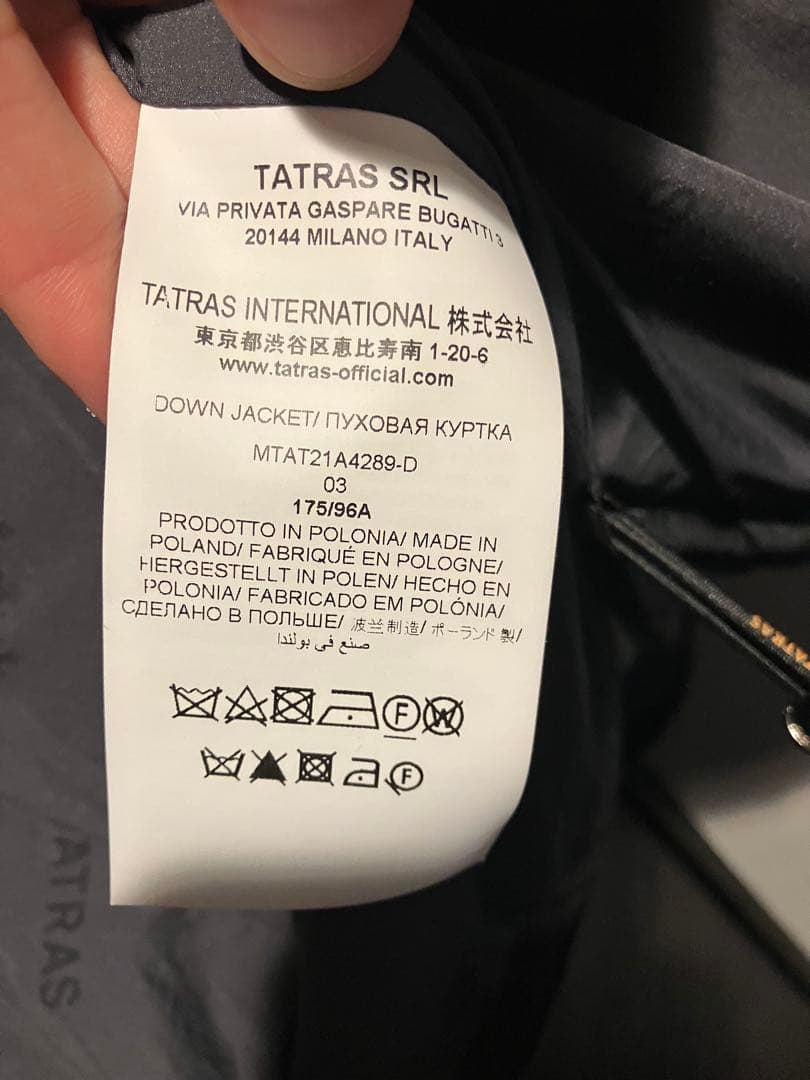 TATRAS SRL
VIA PRIVATA GASPARE BUGATTI 3
20144 MILANO ITALY
TATRAS INTERNATIONAL 株式会社
東京都渋谷区恵比寿南 1-20-6
www.tatras-official.com
DOWN JACKET/ ПУХОВАЯ КУРТКА
MTAT21A4289-D
03
175/96A
PRODOTTO IN POLONIA/ MADE IN
POLAND/ FABRIQUÉ EN POLOGNE/
HERGESTELLT IN POLEN/ HECHO EN
POLONIA/ FABRICADO EM POLÓNIA/
СДЕЛАНО В ПОЛЬШЕ/ 波兰制造/ ポーランド製/
صنع في بولندا
F W
F
TATRAS
ATRAS